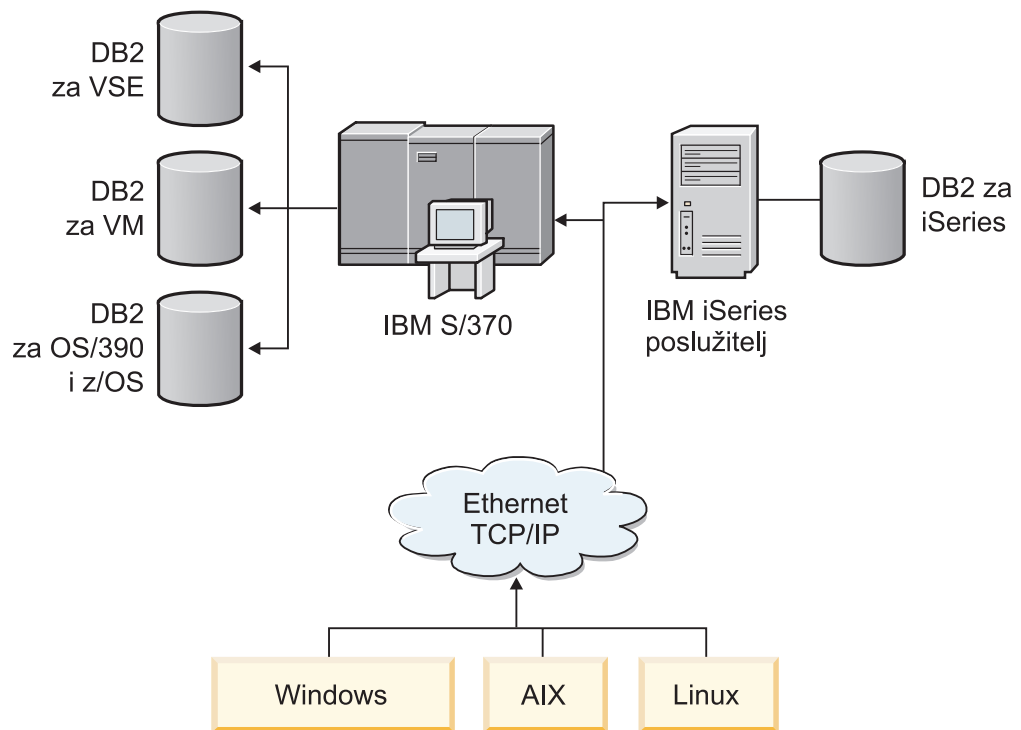 DB2
za VSE
DB2
za VM
DB2
za OS/390
i z/OS
IBM S/370
IBM iSeries
poslužitelj
DB2 za
iSeries
Ethernet
TCP/IP
Windows
AIX
Linux